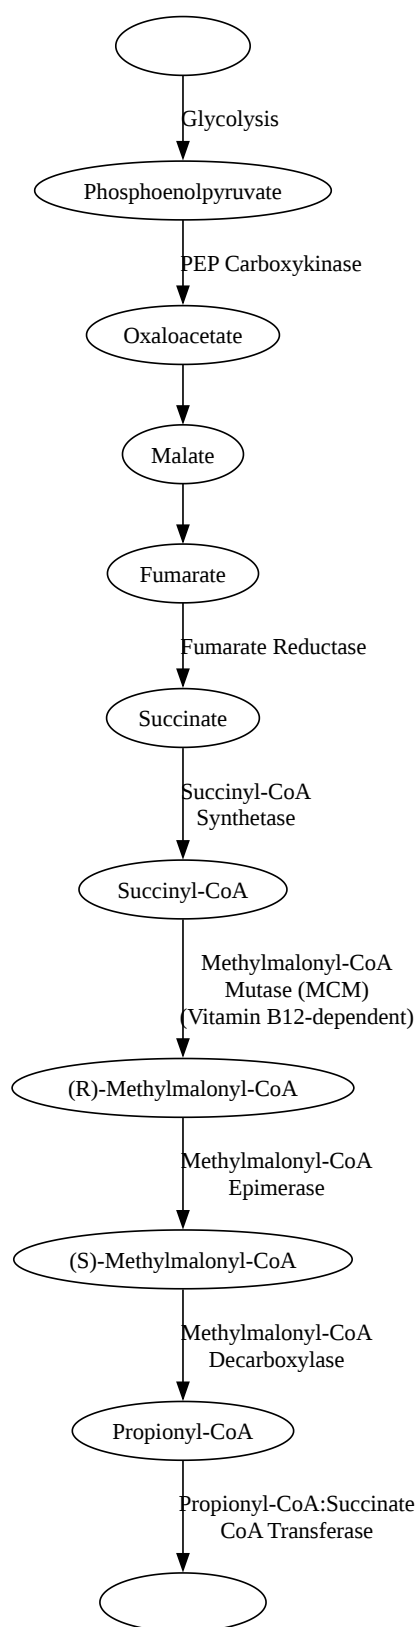 Glycolysis
Phosphoenolpyruvate
PEP Carboxykinase
Oxaloacetate
Malate
Fumarate
Fumarate Reductase
Succinate
Succinyl-CoA
Synthetase
Succinyl-CoA
Methylmalonyl-CoA
Mutase (MCM)
(Vitamin B12-dependent)
(R)-Methylmalonyl-CoA
Methylmalonyl-CoA
Epimerase
(S)-Methylmalonyl-CoA
Methylmalonyl-CoA
Decarboxylase
Propionyl-CoA
Propionyl-CoA:Succinate
CoA Transferase